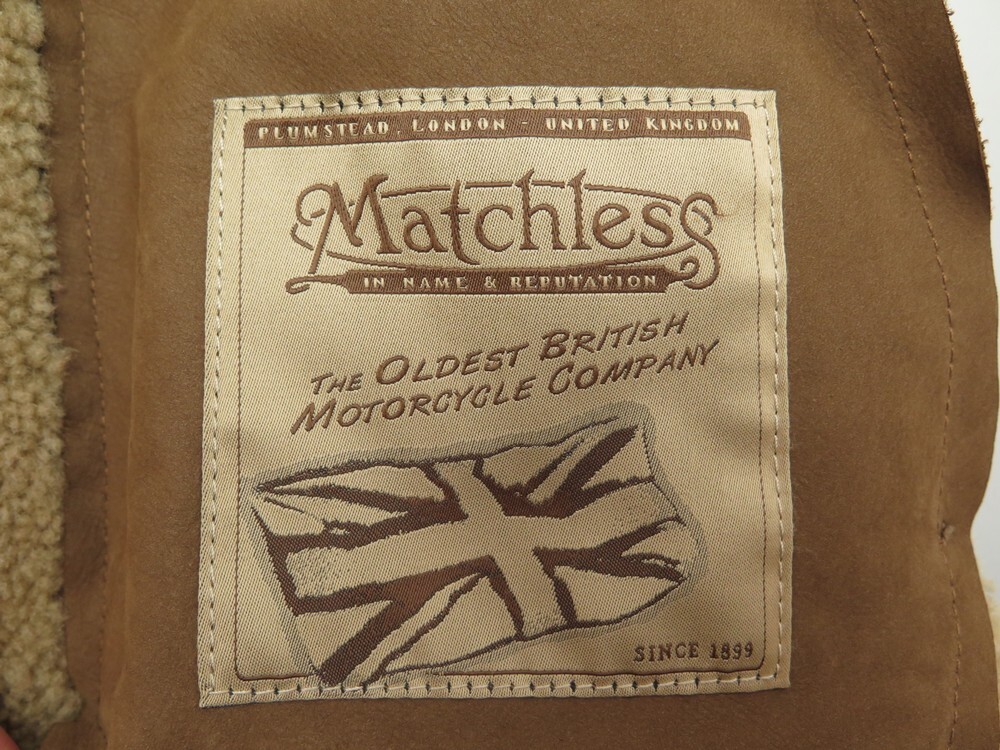 PLUMSTEAD, LONDON - UNITED KINGDOM
Matchless
IN NAME & REPUTATION
THE OLDEST BRITISH
MOTORCYCLE COMPANY
SINCE 1899